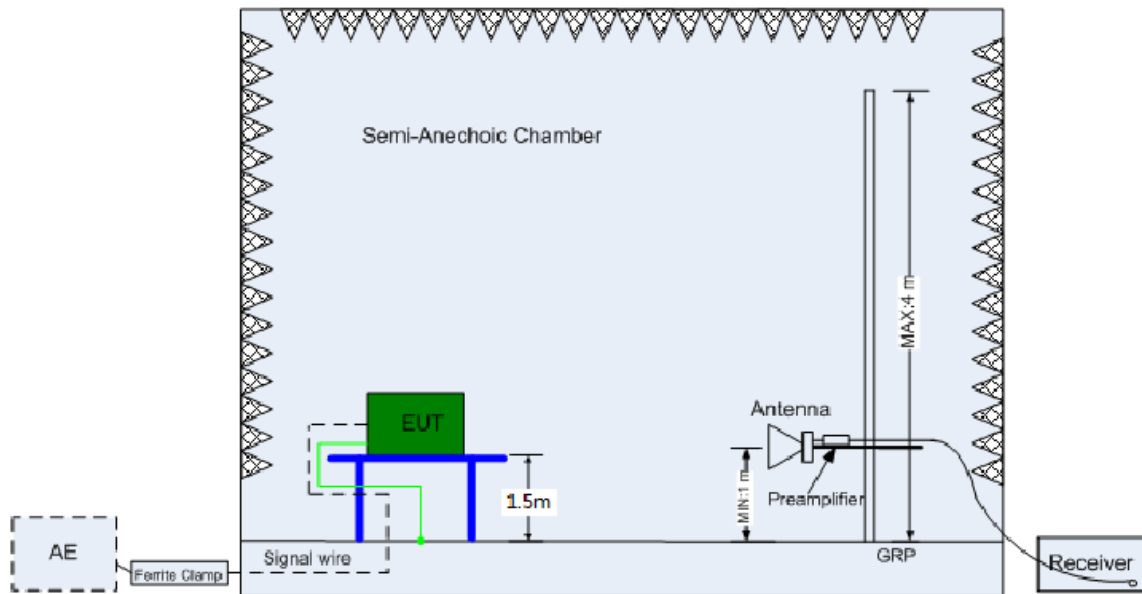 Semi-Anechoic Chamber
MAX:4 m
EUT
Antenna
MIN:1 m
Preamplifier
1.5m
AE
Signal wire
Ferrite Clamp
GRP
Receiver